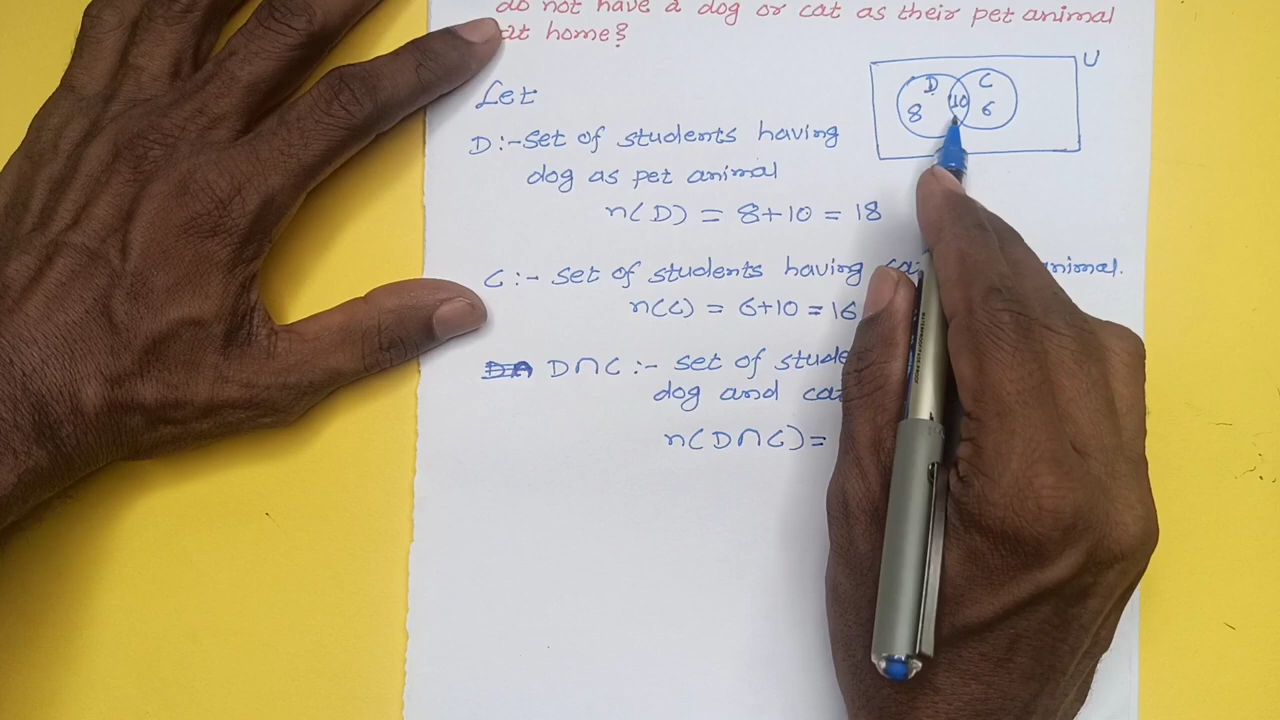 do not have a dog or cat as their pet animal
at home?
U
D C
8 10 6
Let
D:-set of students having
dog as pet animal
n(D) = 8+10 = 18
C:- set of students having animal.
n(C) = 6+10 = 16
D∩C:- set of
dog and
n(D∩C)=